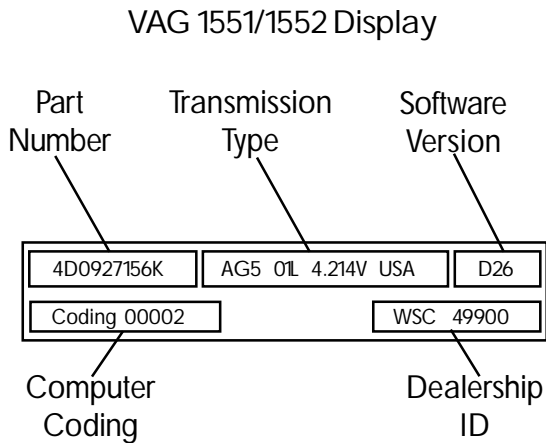 VAG 1551/1552 Display
Part Number
Transmission Type
Software Version
4D0927156K AG5 01L 4.214V USA D26
Coding 00002 WSC 49900
Computer Coding
Dealership ID